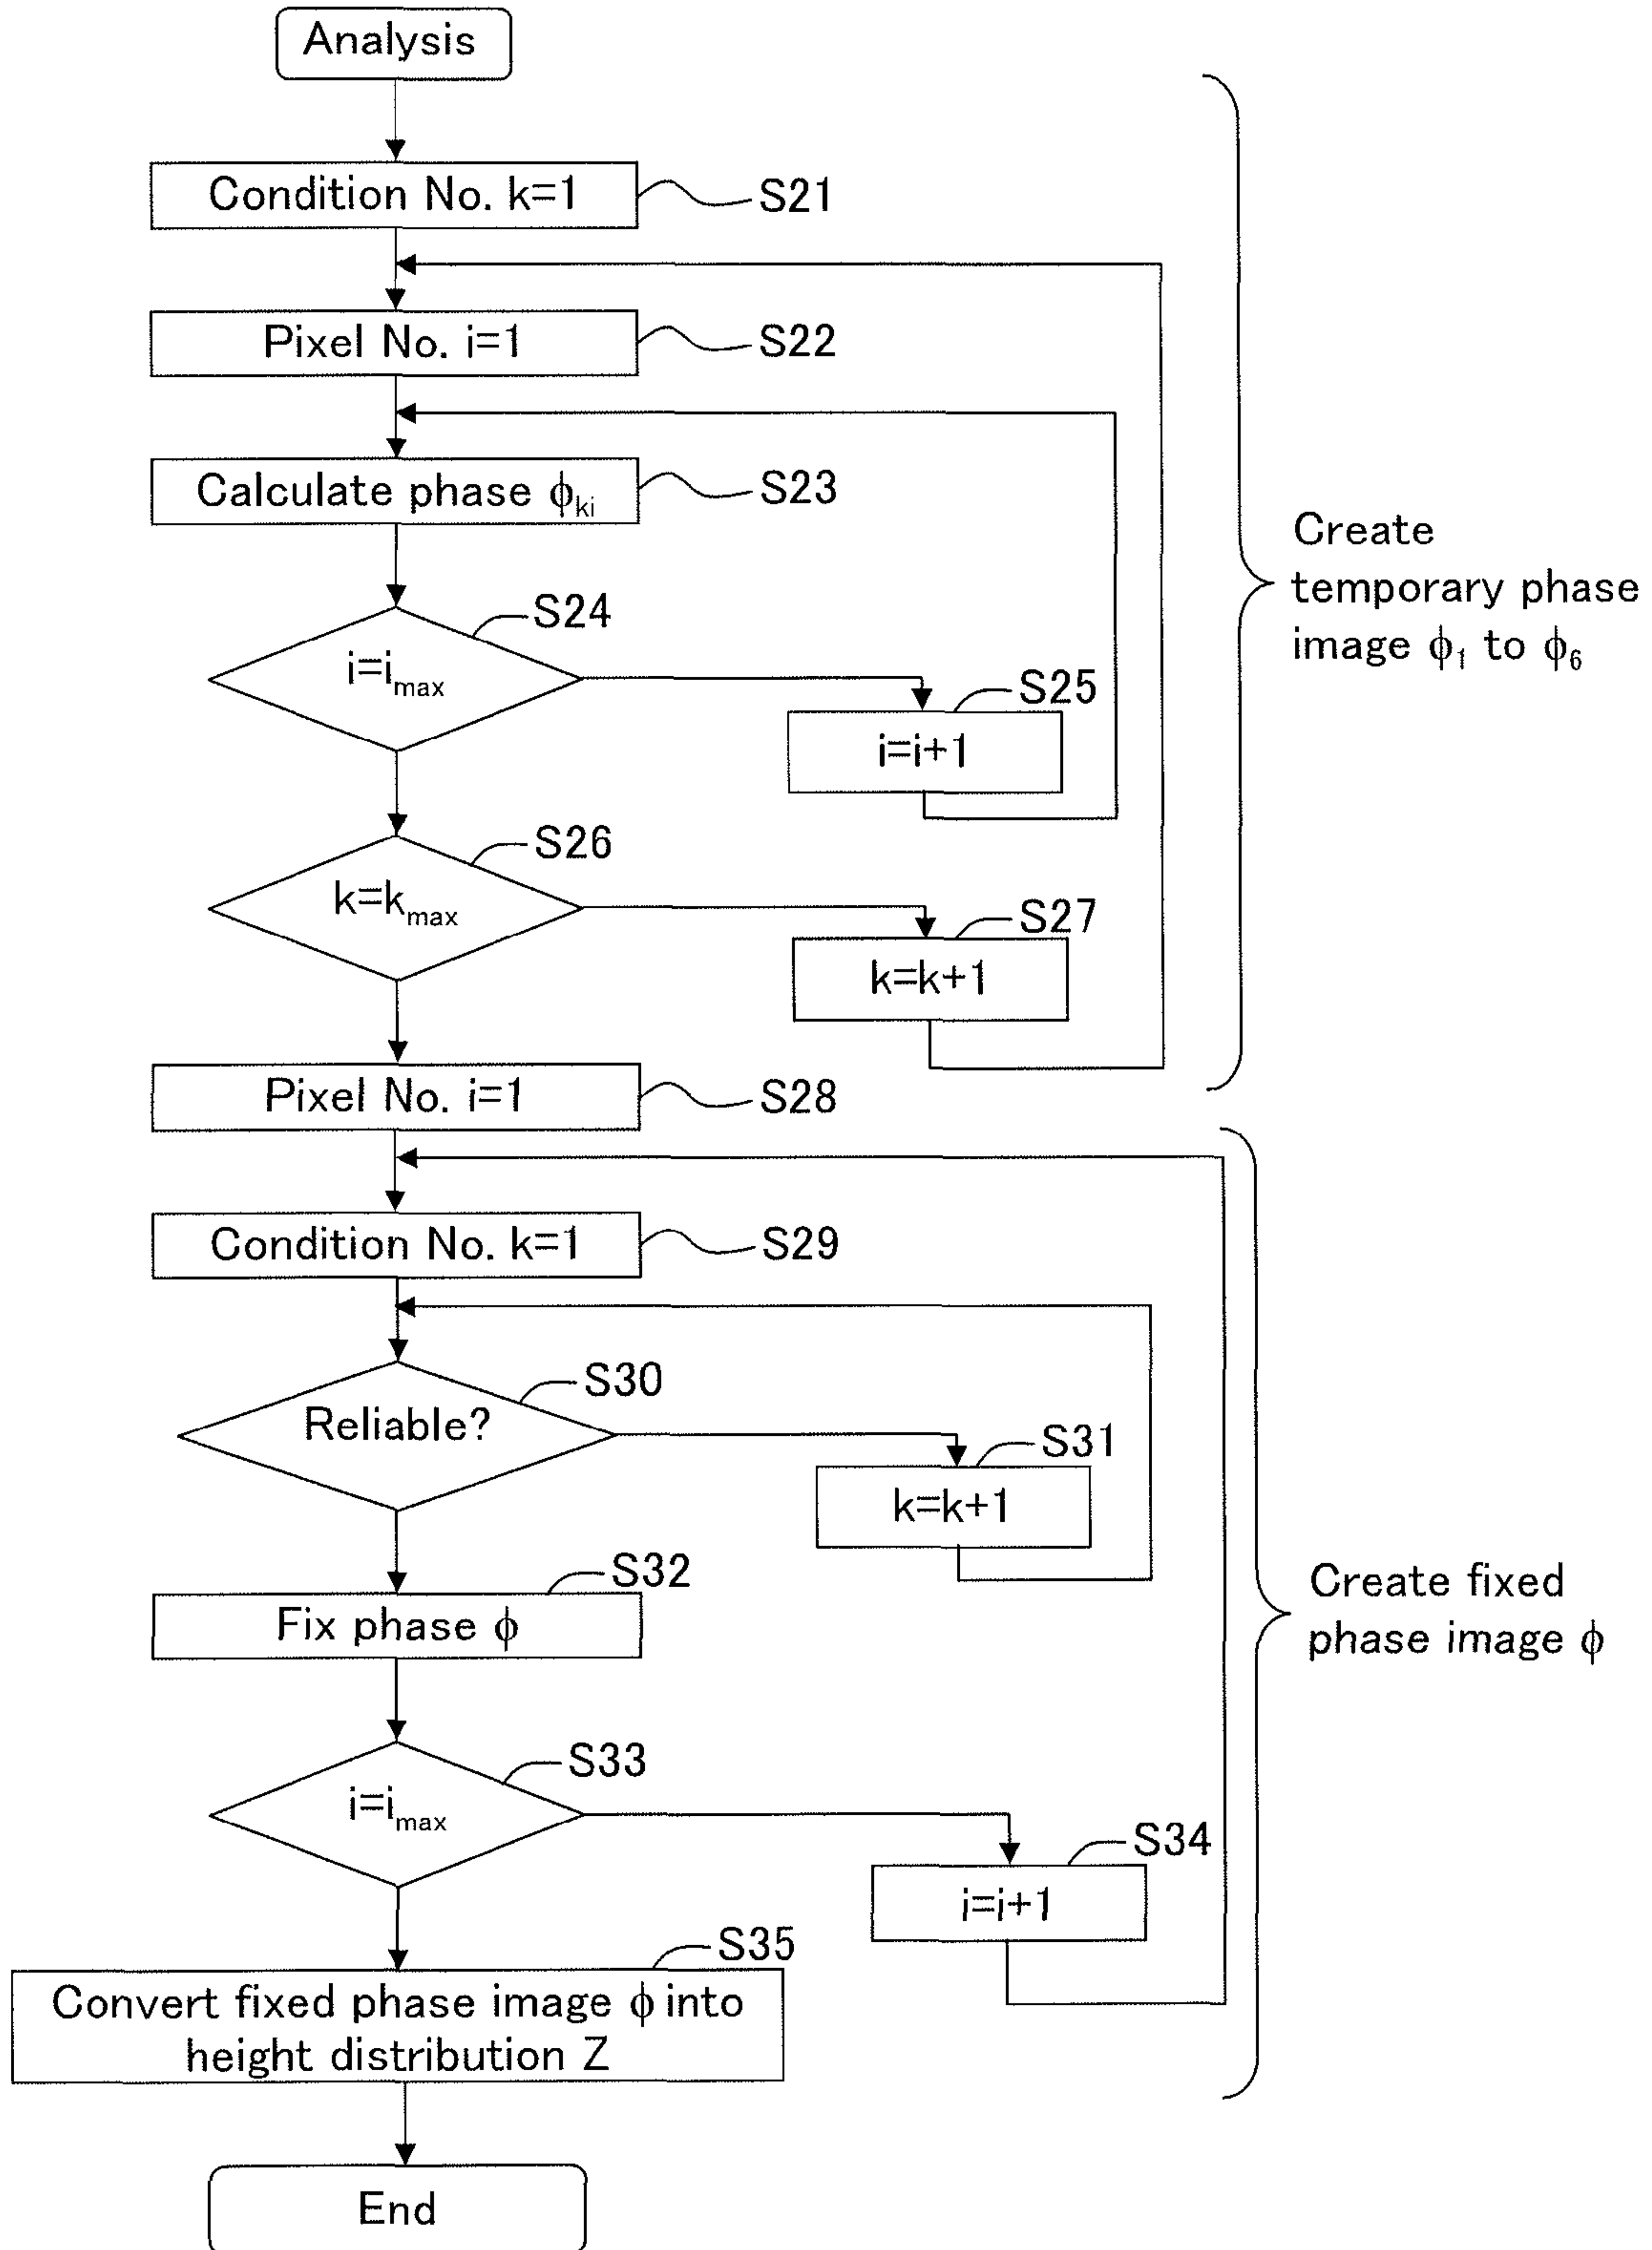 Analysis
Condition No. k=1
S21
Pixel No. i=1
S22
Calculate phase ϕki
S23
Create
temporary phase
image ϕ1 to ϕ6
S24
i=imax
S25
i=i+1
S26
k=kmax
S27
k=k+1
Pixel No. i=1
S28
Condition No. k=1
S29
S30
Reliable?
S31
k=k+1
Create fixed
phase image ϕ
S32
Fix phase ϕ
S33
i=imax
S34
i=i+1
S35
Convert fixed phase image ϕ into
height distribution Z
End